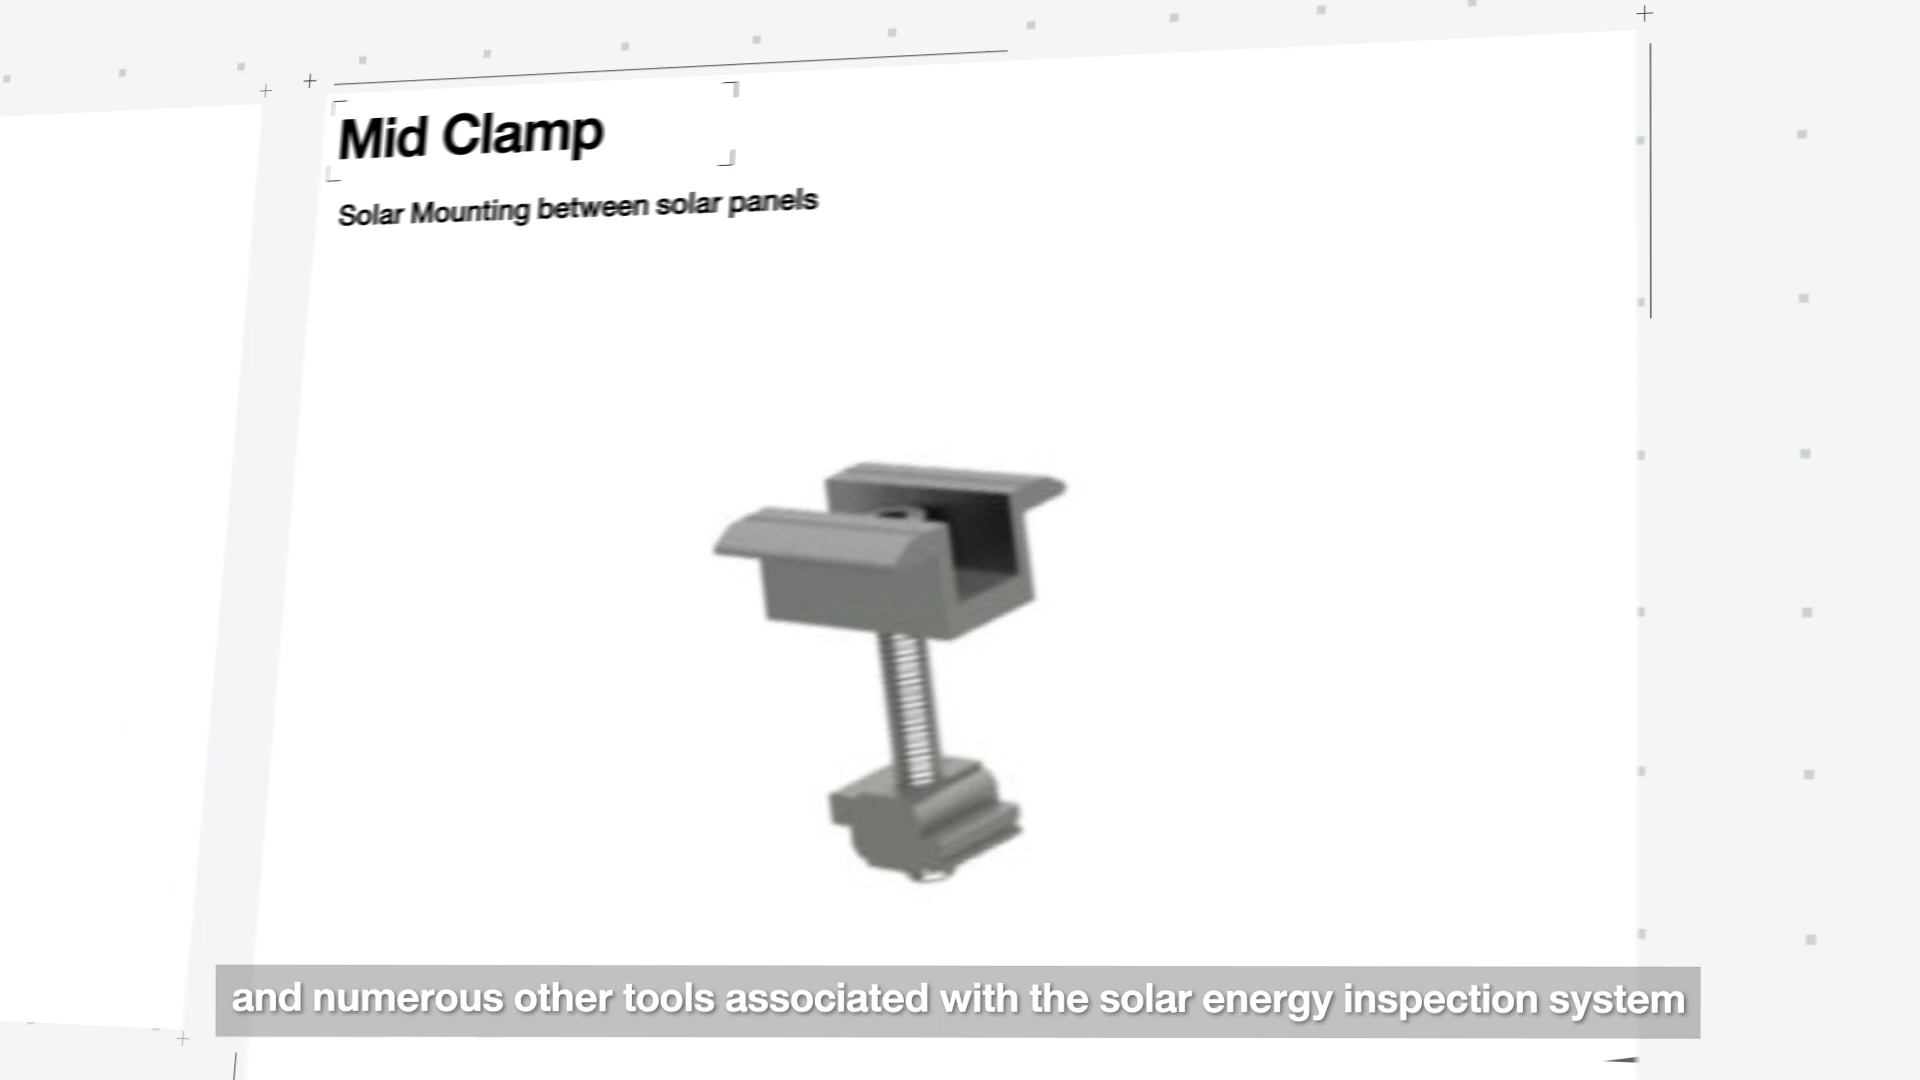 Mid Clamp
Solar Mounting between solar panels
and numerous other tools associated with the solar energy inspection system